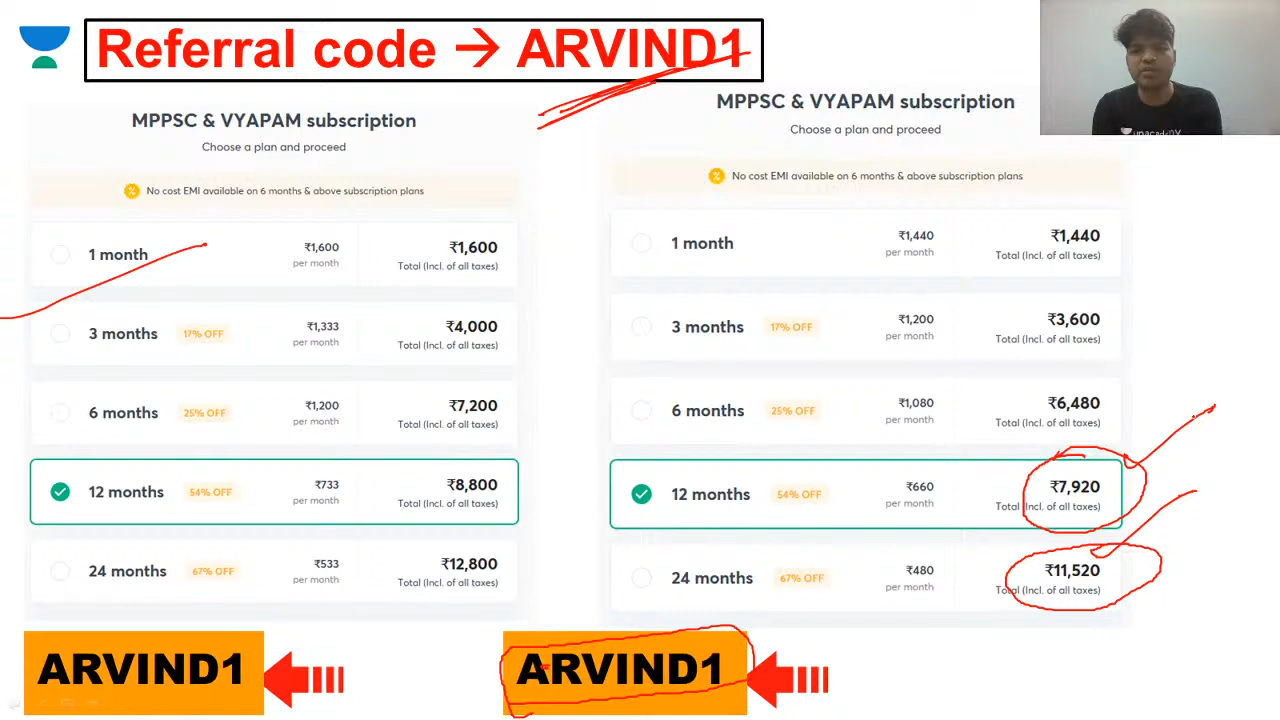 Referral code → ARVIND1
MPPSC & VYAPAM subscription
Choose a plan and proceed
No cost EMI available on 6 months & above subscription plans
1 month ₹1,600 ₹1,600
per month Total (Incl. of all taxes)
3 months 17% OFF ₹1,333 ₹4,000
per month Total (Incl. of all taxes)
6 months 25% OFF ₹1,200 ₹7,200
per month Total (Incl. of all taxes)
12 months 54% OFF ₹733 ₹8,800
per month Total (Incl. of all taxes)
24 months 67% OFF ₹533 ₹12,800
per month Total (Incl. of all taxes)
ARVIND1
MPPSC & VYAPAM subscription
Choose a plan and proceed
No cost EMI available on 6 months & above subscription plans
1 month ₹1,440 ₹1,440
per month Total (Incl. of all taxes)
3 months 17% OFF ₹1,200 ₹3,600
per month Total (Incl. of all taxes)
6 months 25% OFF ₹1,080 ₹6,480
per month Total (Incl. of all taxes)
12 months 54% OFF ₹660 ₹7,920
per month Total (Incl. of all taxes)
24 months 67% OFF ₹480 ₹11,520
per month Total (Incl. of all taxes)
ARVIND1